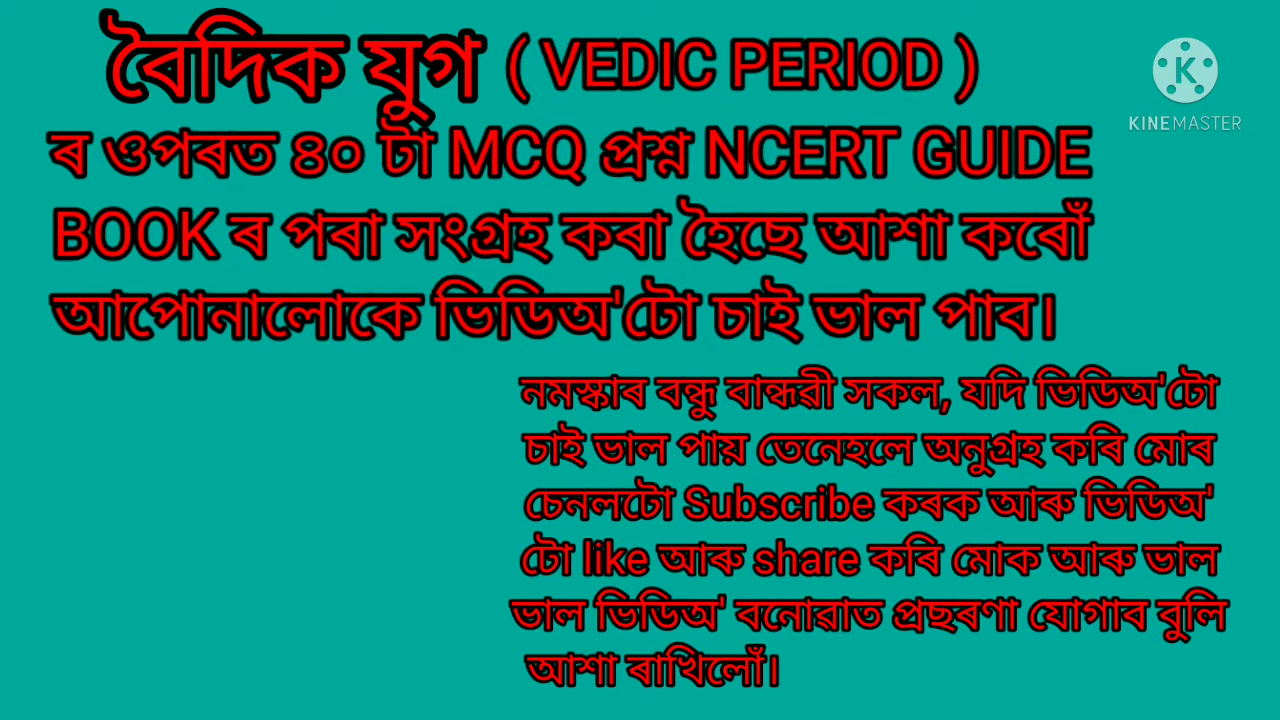 বৈদিক যুগ ( VEDIC PERIOD )
K
KINEMASTER
ৰ ওপৰত ৪০ টা MCQ প্ৰশ্ন NCERT GUIDE
BOOK ৰ পৰা সংগ্ৰহ কৰা হৈছে আশা কৰোঁ
আপোনালোকে ভিডিঅ'টো চাই ভাল পাব।
নমস্কাৰ বন্ধু বান্ধৱী সকল, যদি ভিডিঅ'টো
চাই ভাল পায় তেনেহলে অনুগ্ৰহ কৰি মোৰ
চেনলটো Subscribe কৰক আৰু ভিডিঅ'
টো like আৰু share কৰি মোক আৰু ভাল
ভাল ভিডিঅ' বনোৱাত প্ৰছৰণা যোগাব বুলি
আশা ৰাখিলোঁ।